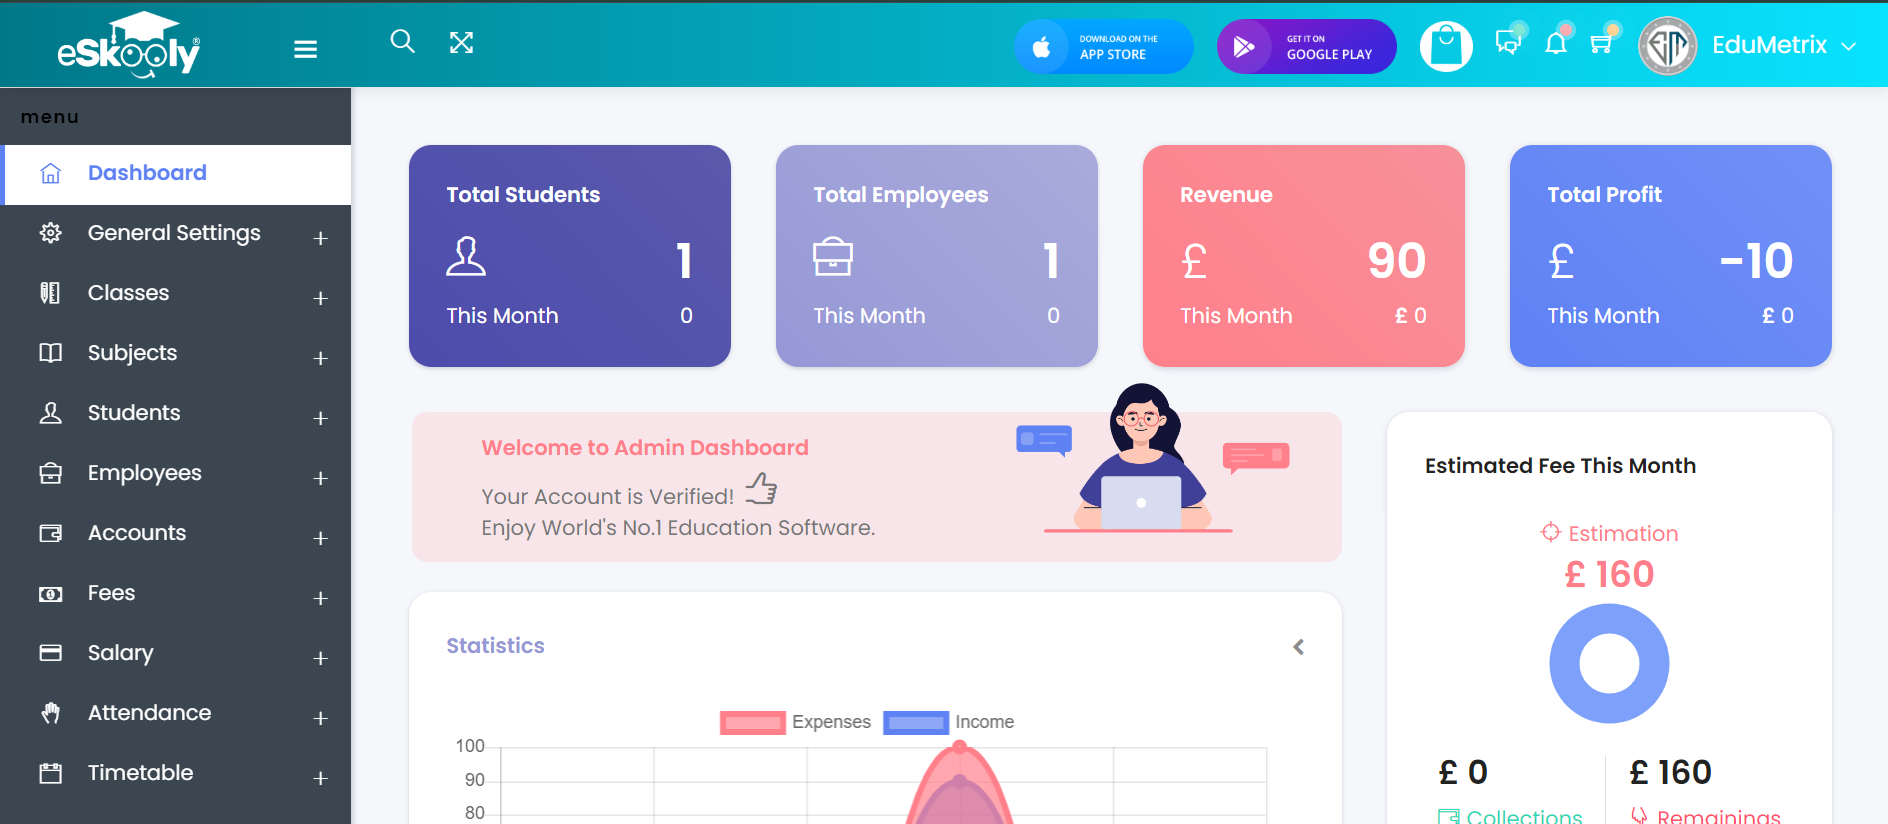 eSkooly®
DOWNLOAD ON THE
APP STORE
GET IT ON
GOOGLE PLAY
EduMetrix
menu
Dashboard
General Settings
Classes
Subjects
Students
Employees
Accounts
Fees
Salary
Attendance
Timetable
Total Students
1
This Month 0
Total Employees
1
This Month 0
Revenue
£ 90
This Month £ 0
Total Profit
£ -10
This Month £ 0
Welcome to Admin Dashboard
Your Account is Verified!
Enjoy World's No.1 Education Software.
Statistics
Expenses Income
100
90
80
Estimated Fee This Month
Estimation
£ 160
£ 0 £ 160
Collections Remainings